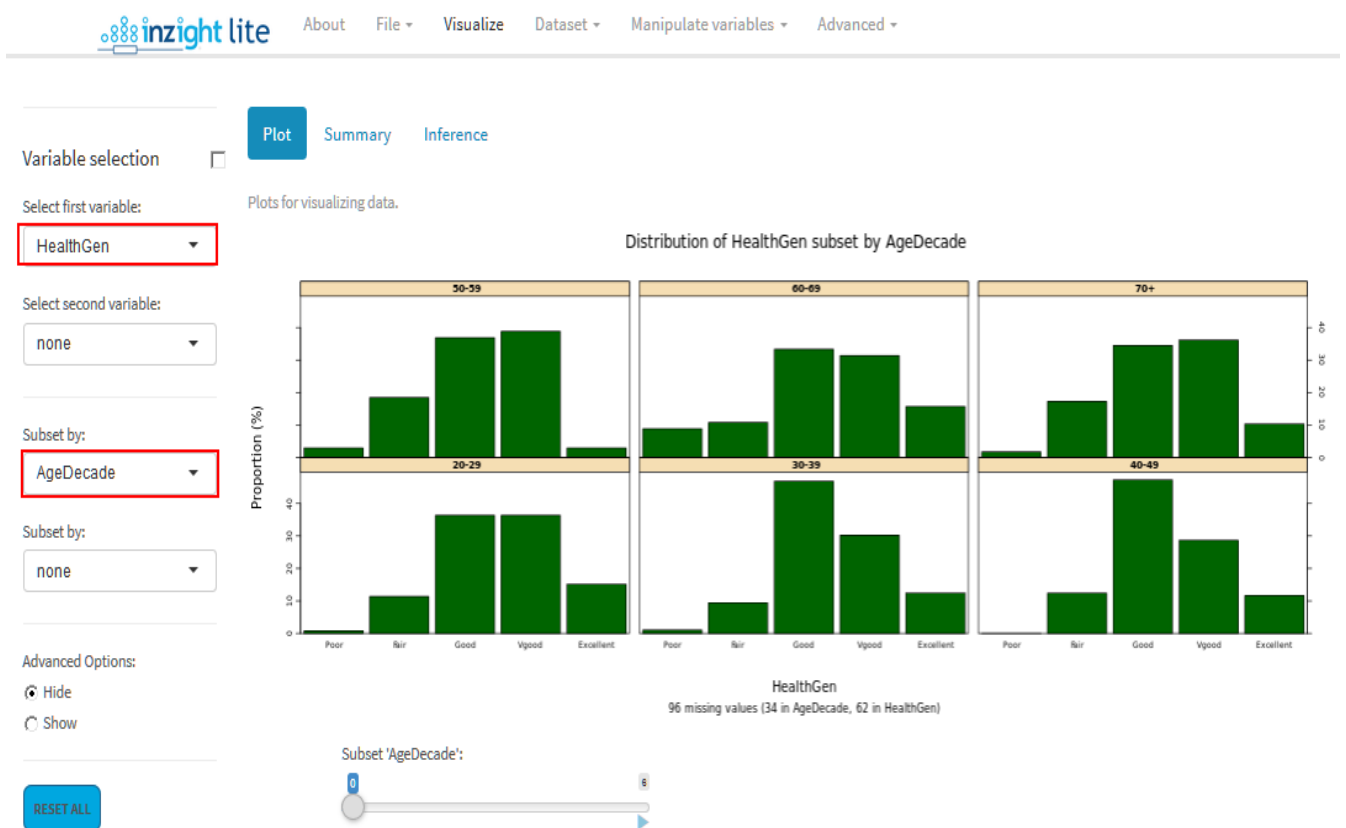 inzight lite About File Visualize Dataset Manipulate variables Advanced
Plot Summary Inference
Variable selection
Select first variable:
HealthGen
Select second variable:
none
Subset by:
AgeDecade
Subset by:
none
Advanced Options:
Hide
Show
RESET ALL
Plots for visualizing data.
Distribution of HealthGen subset by AgeDecade
50-59 60-69 70+
40
30
20
10
0
Proportion (%)
20-29 30-39 40-49
40
30
20
10
0
Poor Fair Good Vgood Excellent Poor Fair Good Vgood Excellent Poor Fair Good Vgood Excellent
HealthGen
96 missing values (34 in AgeDecade, 62 in HealthGen)
Subset 'AgeDecade':
0 6